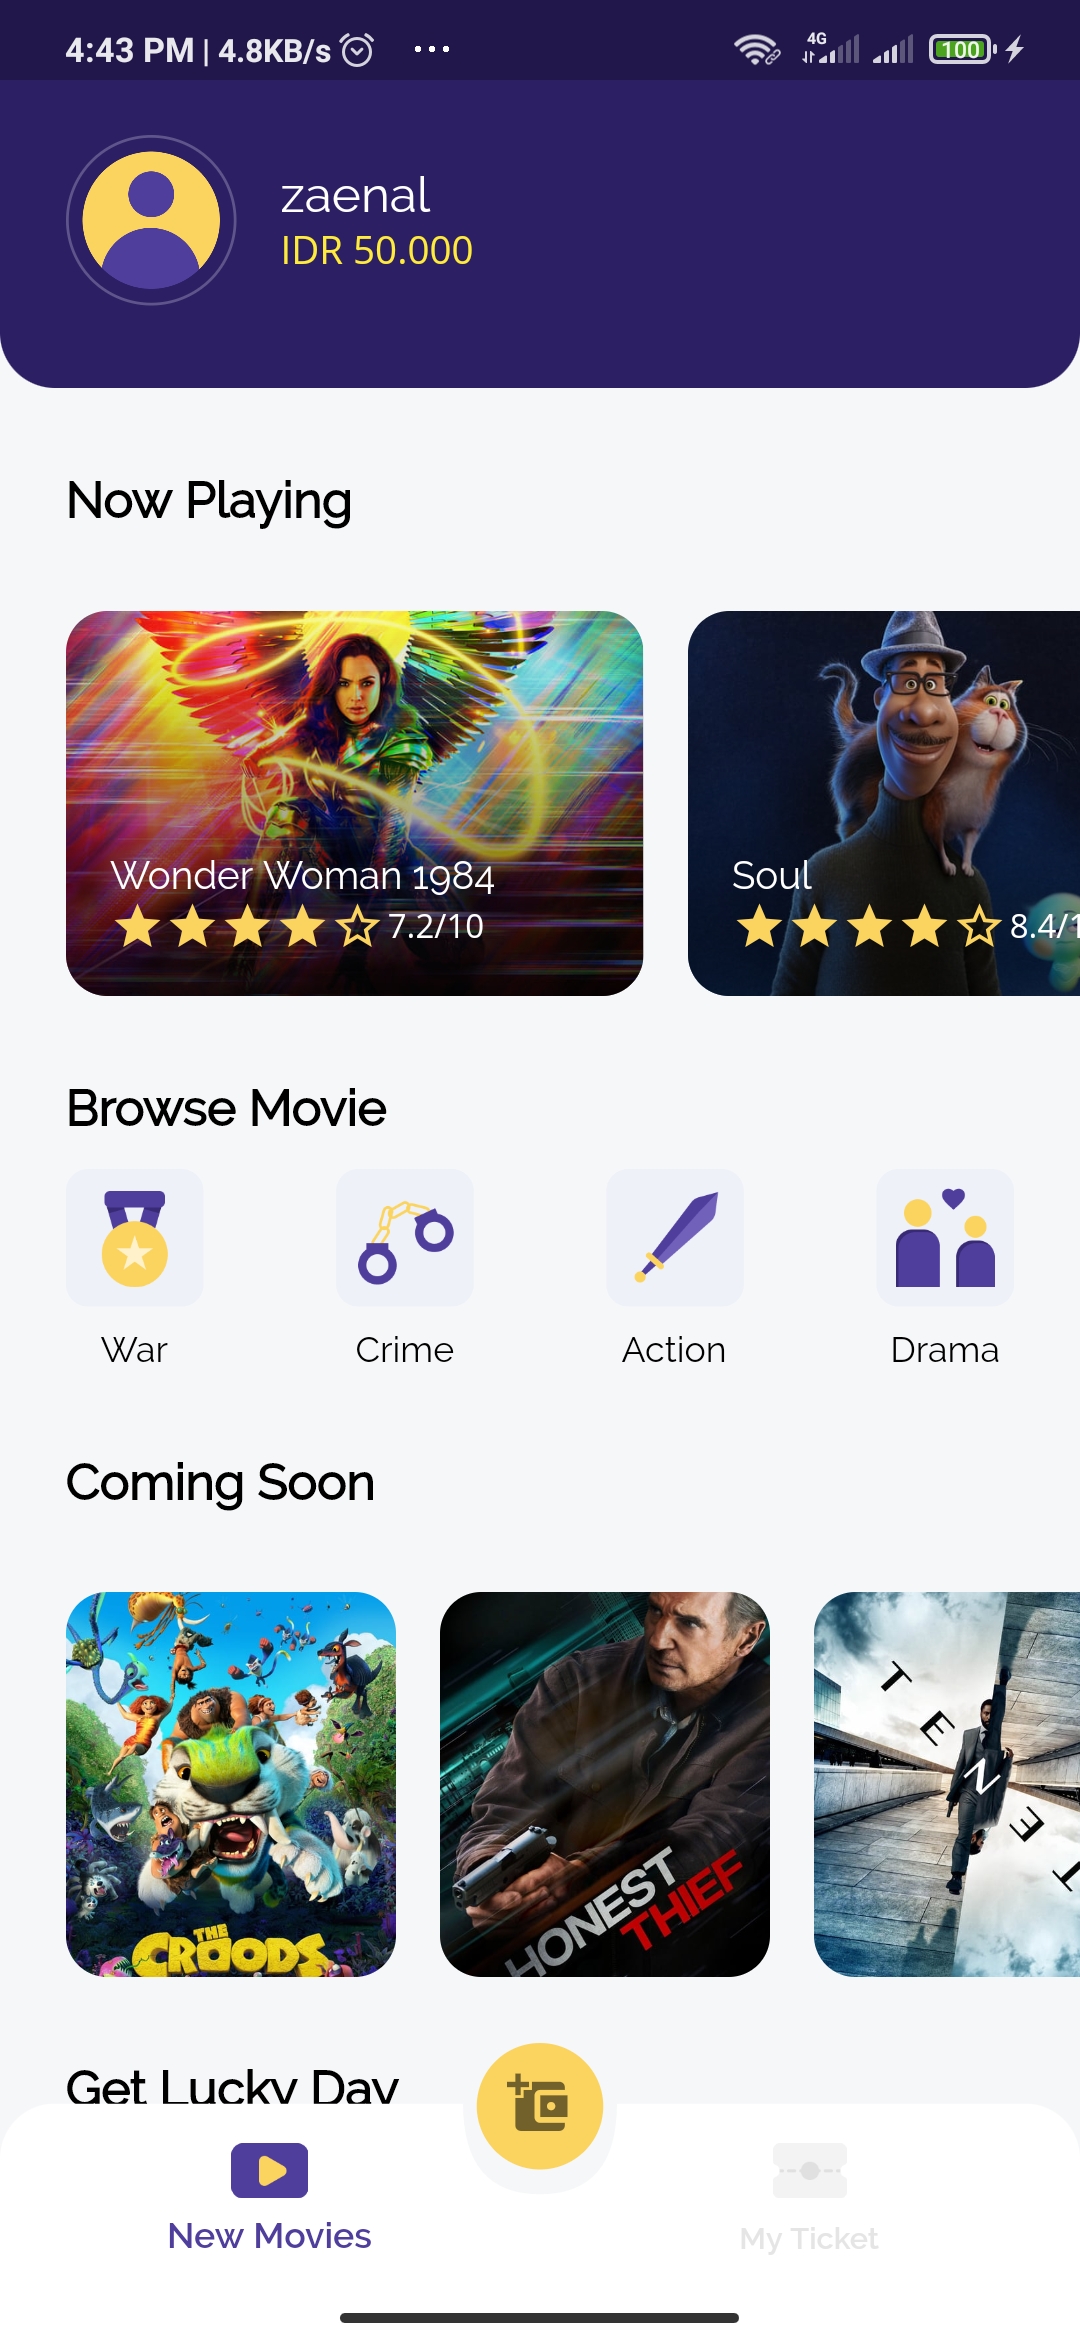 4:43 PM | 4.8KB/s ...
4G
100
zaenal
IDR 50.000
Now Playing
Wonder Woman 1984
7.2/10
Soul
8.4/1
Browse Movie
War
Crime
Action
Drama
Coming Soon
THE
CROODS
HONEST
THIEF
TENET
Get Lucky Day
New Movies
My Ticket